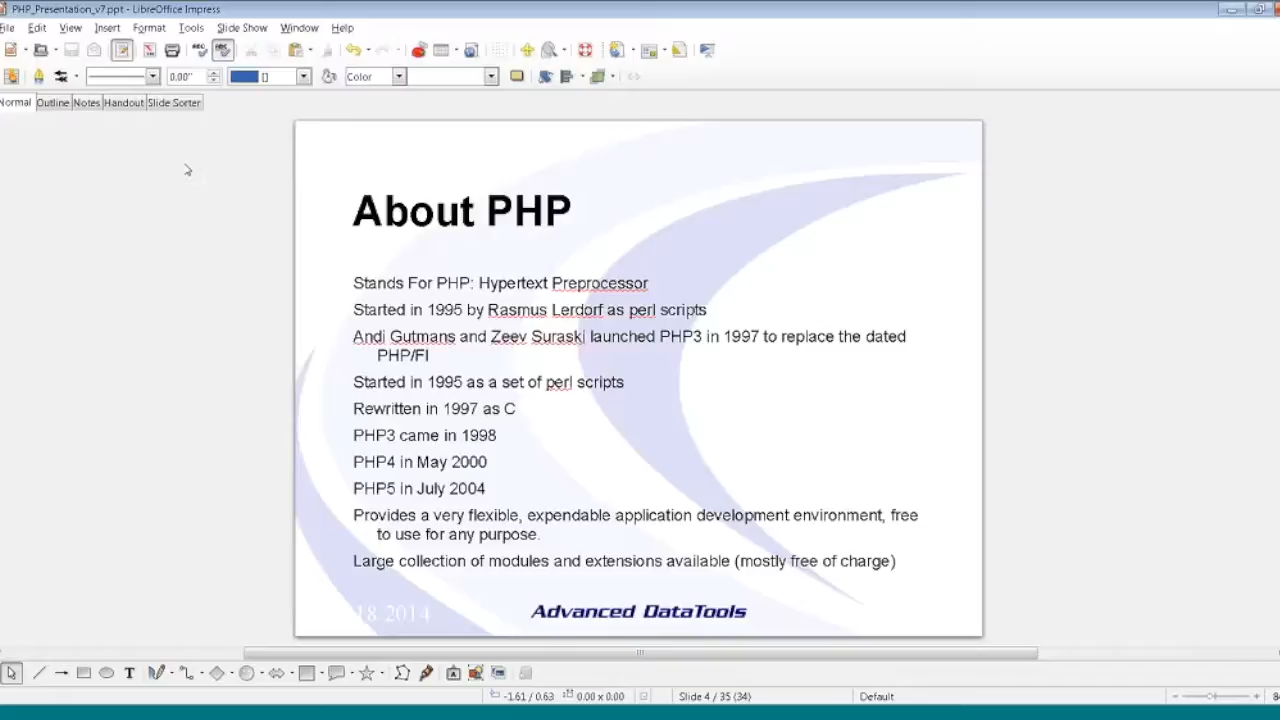 PHP_Presentation_v7.ppt - LibreOffice Impress
File Edit View Insert Format Tools Slide Show Window Help
0.00" [] Color
Normal Outline Notes Handout Slide Sorter
About PHP
Stands For PHP: Hypertext Preprocessor
Started in 1995 by Rasmus Lerdorf as perl scripts
Andi Gutmans and Zeev Suraski launched PHP3 in 1997 to replace the dated
PHP/FI
Started in 1995 as a set of perl scripts
Rewritten in 1997 as C
PHP3 came in 1998
PHP4 in May 2000
PHP5 in July 2004
Provides a very flexible, expendable application development environment, free
to use for any purpose.
Large collection of modules and extensions available (mostly free of charge)
18 2014 Advanced DataTools
-1.61 / 0.63 0.00 x 0.00 Slide 4 / 35 (34) Default